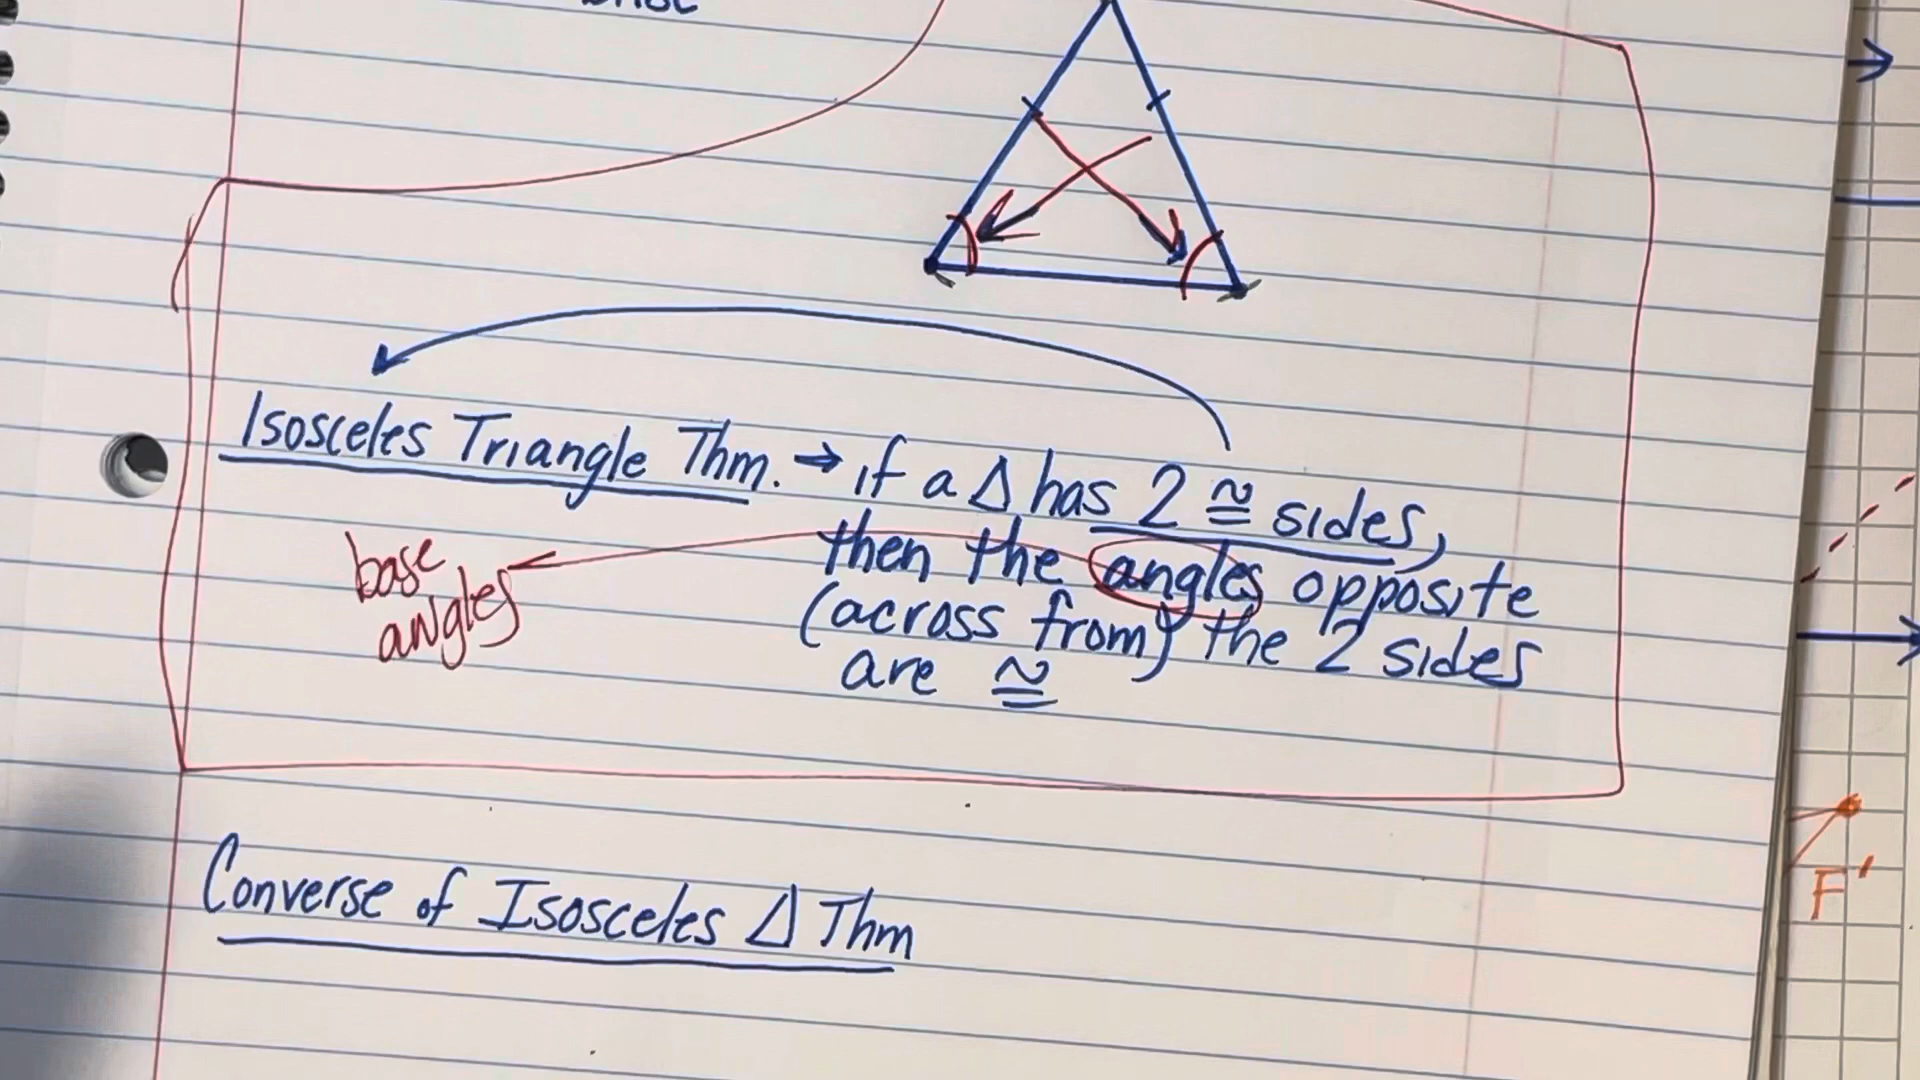 Isosceles Triangle Thm. → if a Δ has 2 ≅ sides,
then the angles opposite
(across from) the 2 sides
are ≅
base
angles
Converse of Isosceles Δ Thm
F'